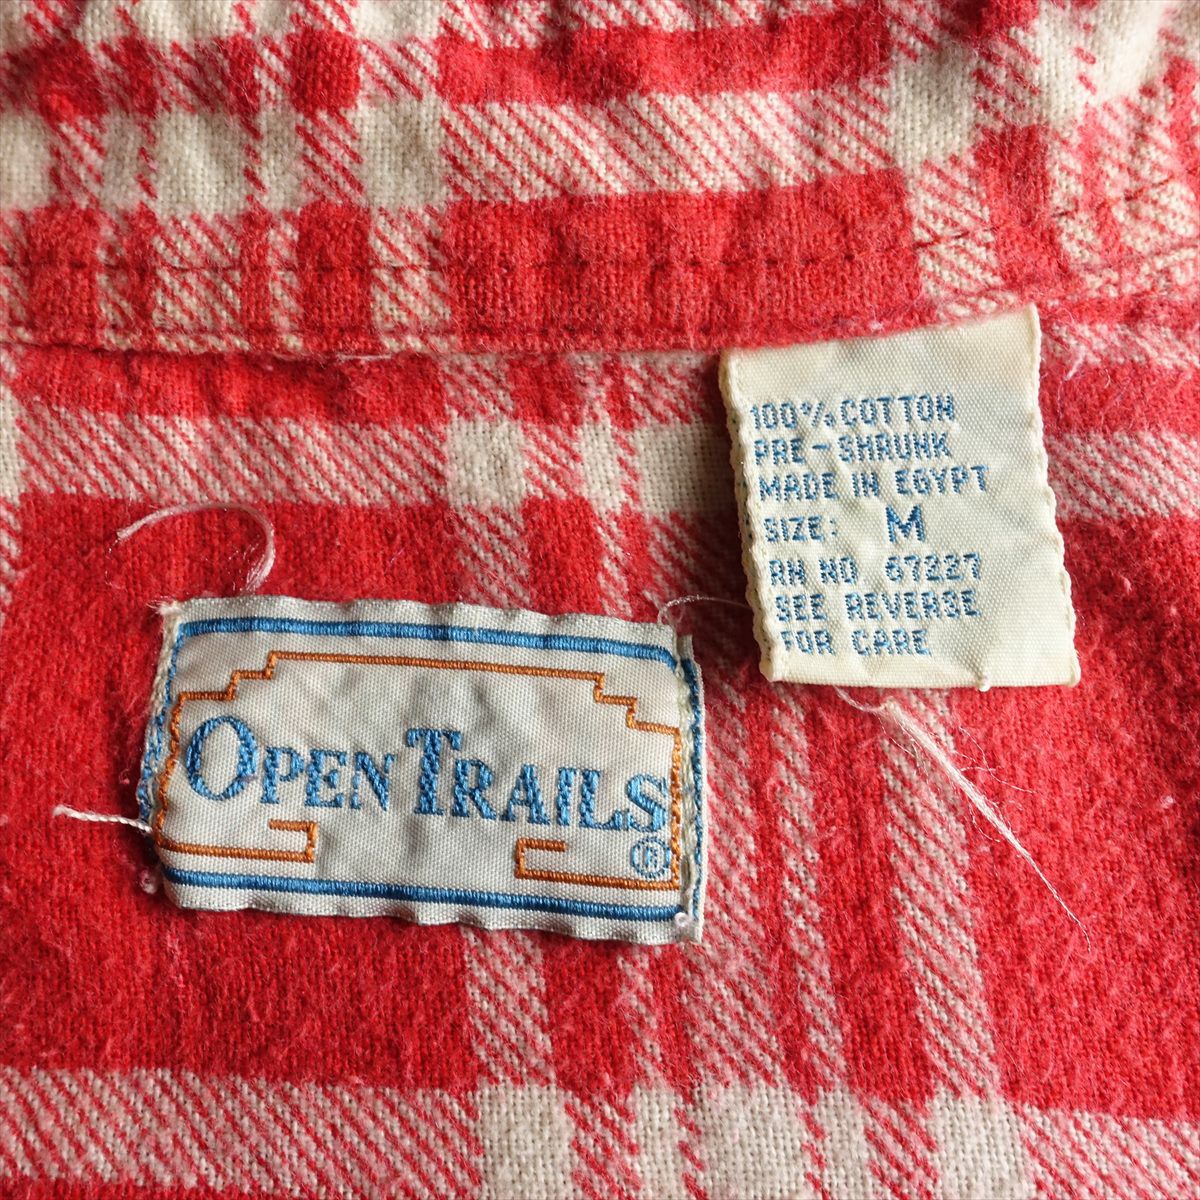 100% COTTON
PRE-SHRUNK
MADE IN EGYPT
SIZE: M
RN NO 67227
SEE REVERSE
FOR CARE
OPEN TRAILS
®